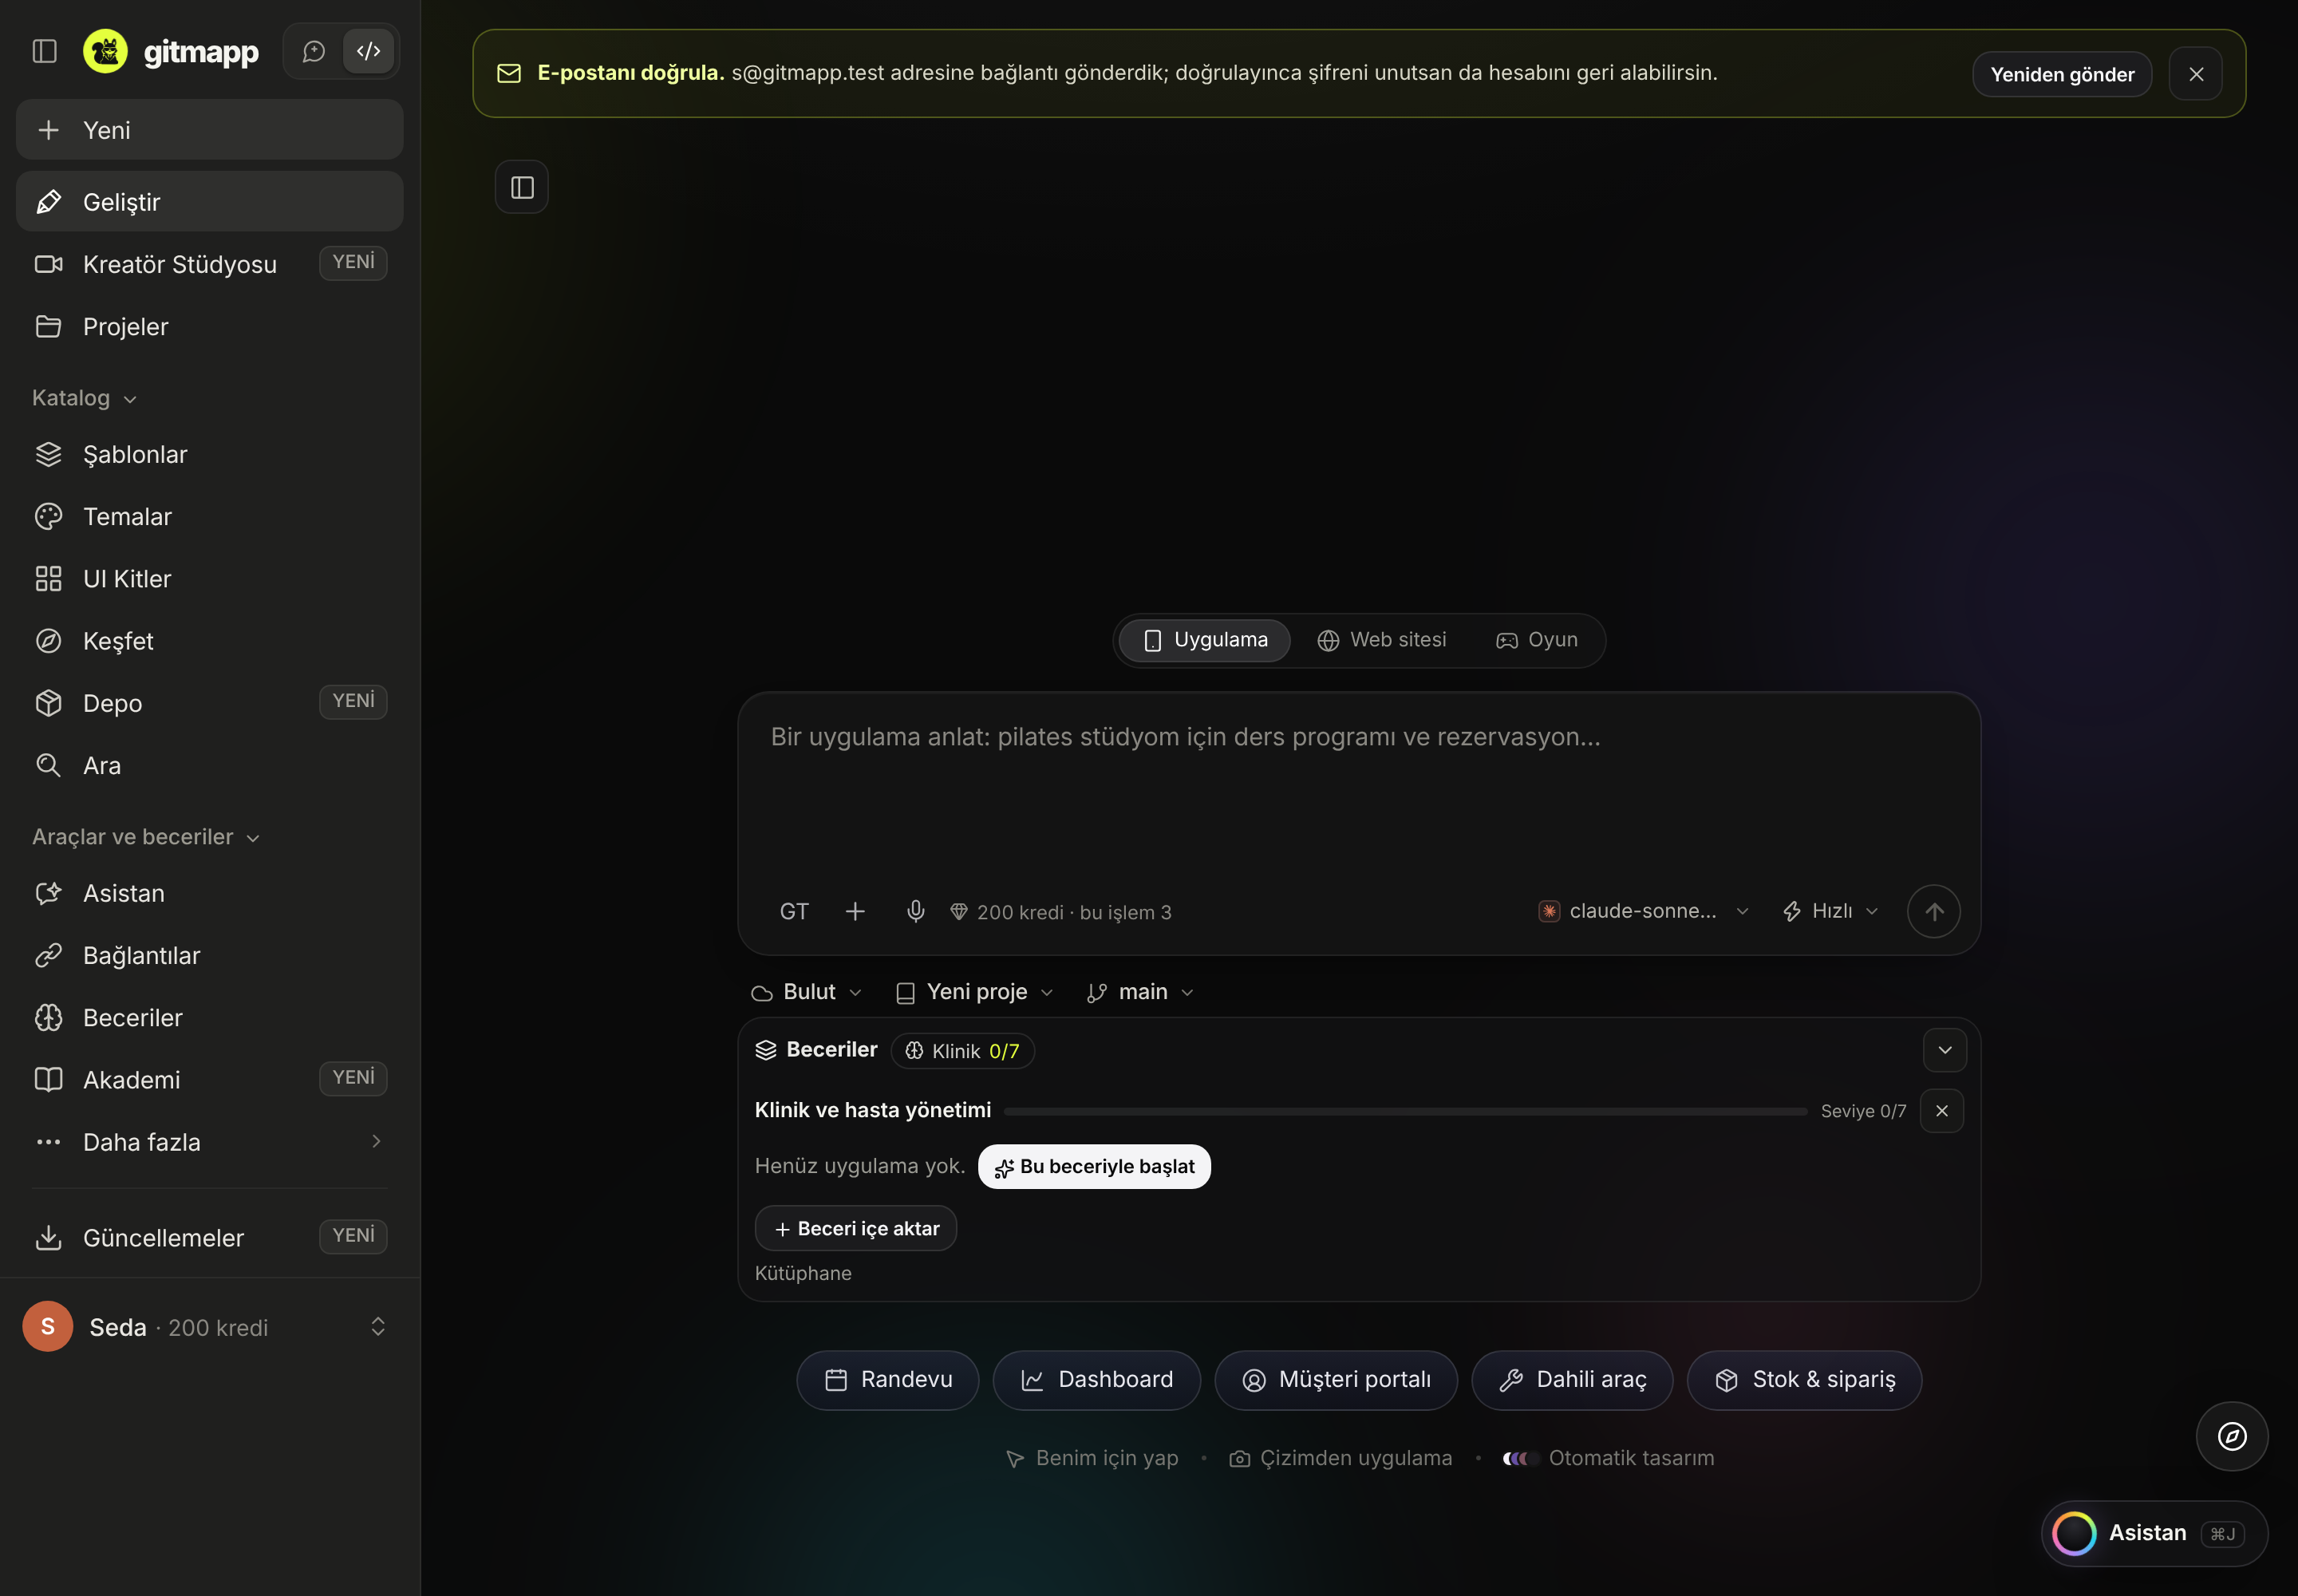 gitmapp
Yeni
Geliştir
Kreatör Stüdyosu YENİ
Projeler
Katalog
Şablonlar
Temalar
UI Kitler
Keşfet
Depo YENİ
Ara
Araçlar ve beceriler
Asistan
Bağlantılar
Beceriler
Akademi YENİ
Daha fazla
Güncellemeler YENİ
S Seda · 200 kredi
E-postanı doğrula. s@gitmapp.test adresine bağlantı gönderdik; doğrulayınca şifreni unutsan da hesabını geri alabilirsin. Yeniden gönder
Uygulama Web sitesi Oyun
Bir uygulama anlat: pilates stüdyom için ders programı ve rezervasyon...
GT 200 kredi · bu işlem 3 claude-sonne... Hızlı
Bulut Yeni proje main
Beceriler Klinik 0/7
Klinik ve hasta yönetimi Seviye 0/7
Henüz uygulama yok. Bu beceriyle başlat
+ Beceri içe aktar
Kütüphane
Randevu Dashboard Müşteri portalı Dahili araç Stok & sipariş
Benim için yap • Çizimden uygulama • Otomatik tasarım
Asistan ⌘J